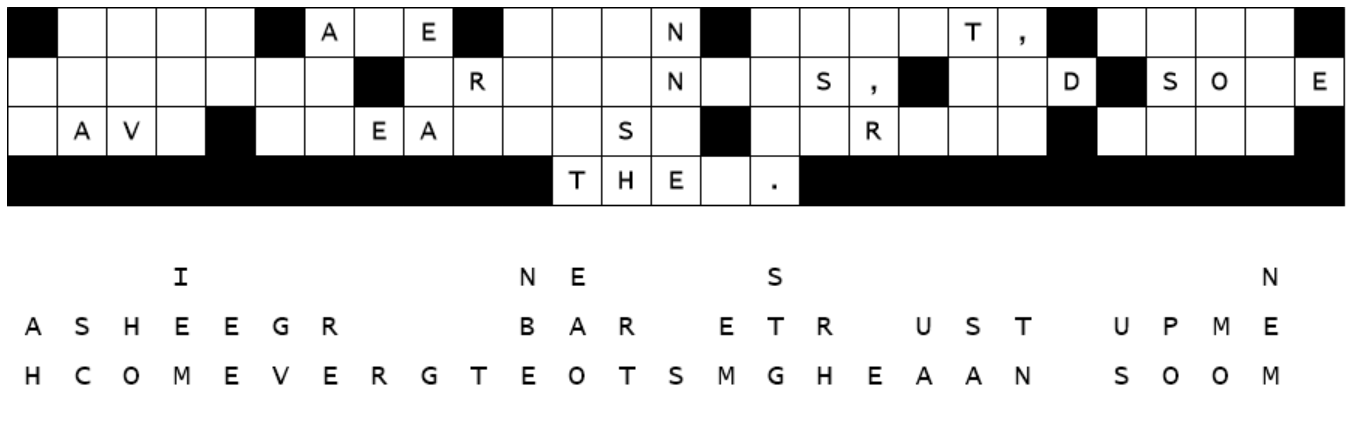 A E N T ,
R N S , D S O E
A V E A S R
T H E .
I N E S N
A S H E E G R B A R E T R U S T U P M E
H C O M E V E R G T E O T S M G H E A A N S O O M